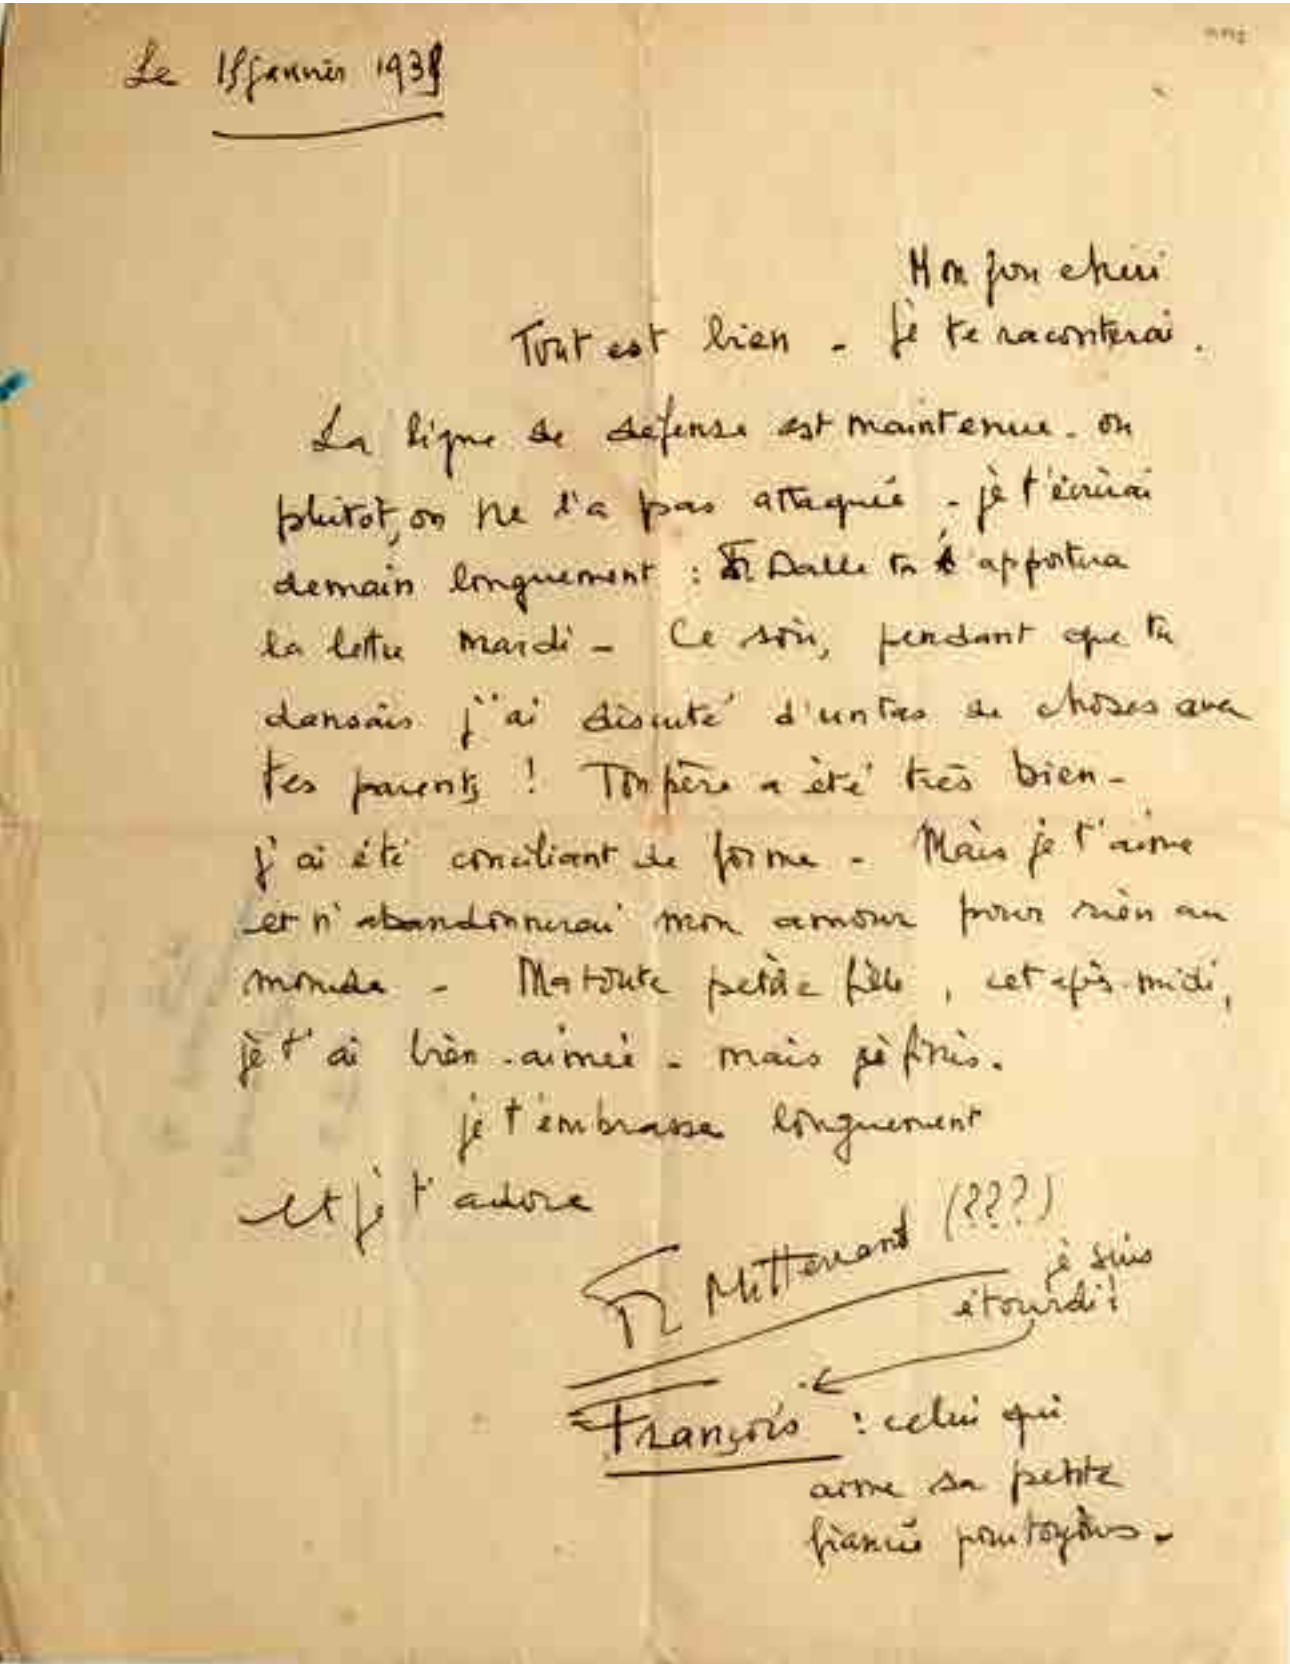 Le 15 janvier 1938
Mon zou chéri
Tout est bien - je te raconterai.
La ligne de défense est maintenue - ou
plutôt, on ne l'a pas attaquée - je t'écrirai
demain longuement : Fr Dalle t'apportera
la lettre mardi - Ce soir, pendant que tu
dansais j'ai discuté d'un tas de choses avec
tes parents ! Ton père a été très bien -
j'ai été conciliant de forme - Mais je t'aime
et n'abandonnerai mon amour pour rien au
monde - Ma toute petite fille, cet après-midi,
je t'ai bien-aimée - mais je finis.
je t'embrasse longuement
et je t'adore
Fr Mitterrand (???)
je suis
étourdi !
François : celui qui
aime sa petite
fiancée pour toujours -